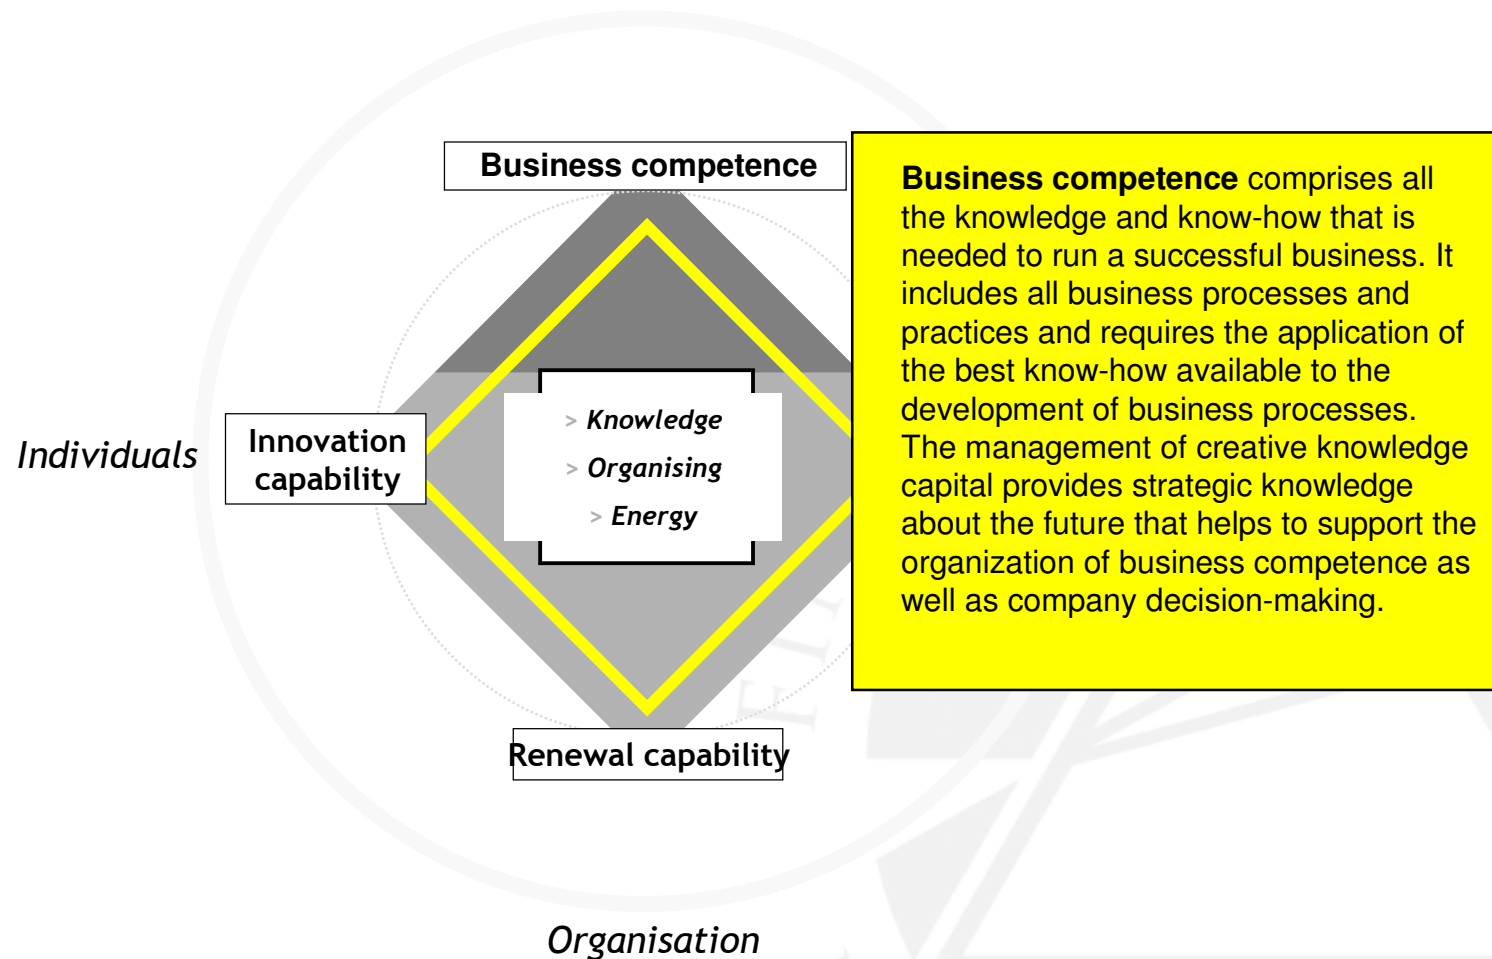 Business competence
Individuals
Innovation
capability
> Knowledge
> Organising
> Energy
Renewal capability
Organisation
Business competence comprises all
the knowledge and know-how that is
needed to run a successful business. It
includes all business processes and
practices and requires the application of
the best know-how available to the
development of business processes.
The management of creative knowledge
capital provides strategic knowledge
about the future that helps to support the
organization of business competence as
well as company decision-making.